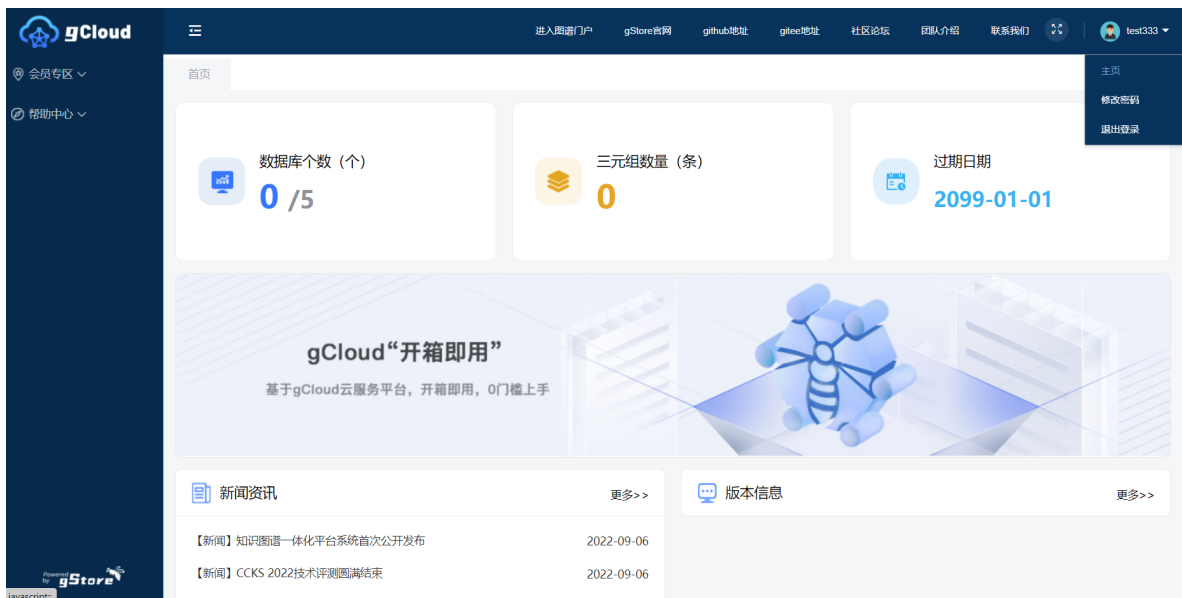 gCloud
进入图谱门户 gStore官网 github地址 gitee地址 社区论坛 团队介绍 联系我们 test333
会员专区
帮助中心
首页
主页
修改密码
退出登录
数据库个数（个）
0 /5
三元组数量（条）
0
过期日期
2099-01-01
gCloud“开箱即用”
基于gCloud云服务平台，开箱即用，0门槛上手
新闻资讯 更多>>
【新闻】知识图谱一体化平台系统首次公开发布 2022-09-06
【新闻】CCKS 2022技术评测圆满结束 2022-09-06
版本信息 更多>>
Powered by gStore
javascript:;